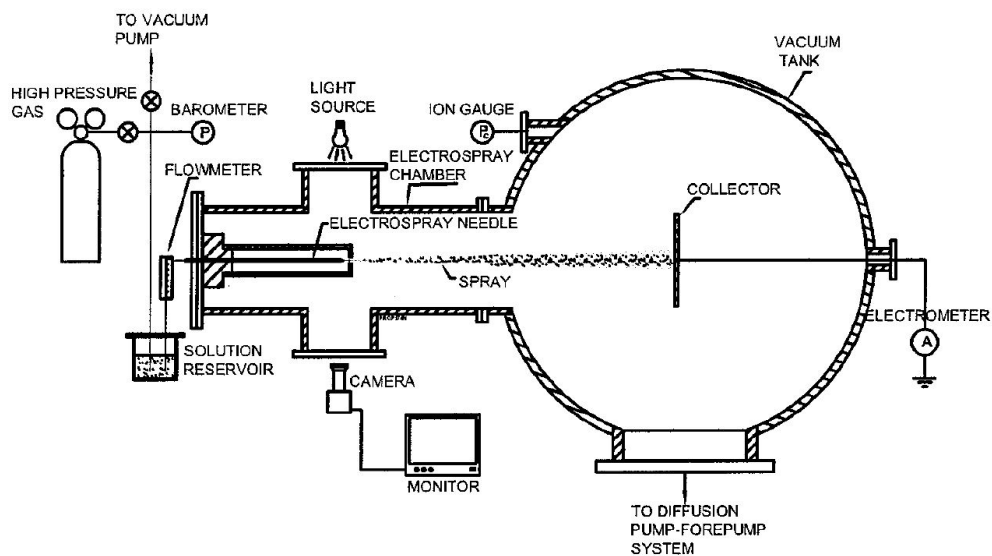 TO VACUUM
PUMP
HIGH PRESSURE
GAS
BAROMETER
P
FLOWMETER
LIGHT
SOURCE
ION GAUGE
ELECTROSPRAY
CHAMBER
VACUUM
TANK
COLLECTOR
ELECTROSPRAY NEEDLE
SPRAY
ELECTROMETER
A
SOLUTION
RESERVOIR
CAMERA
MONITOR
TO DIFFUSION
PUMP-FOREPUMP
SYSTEM